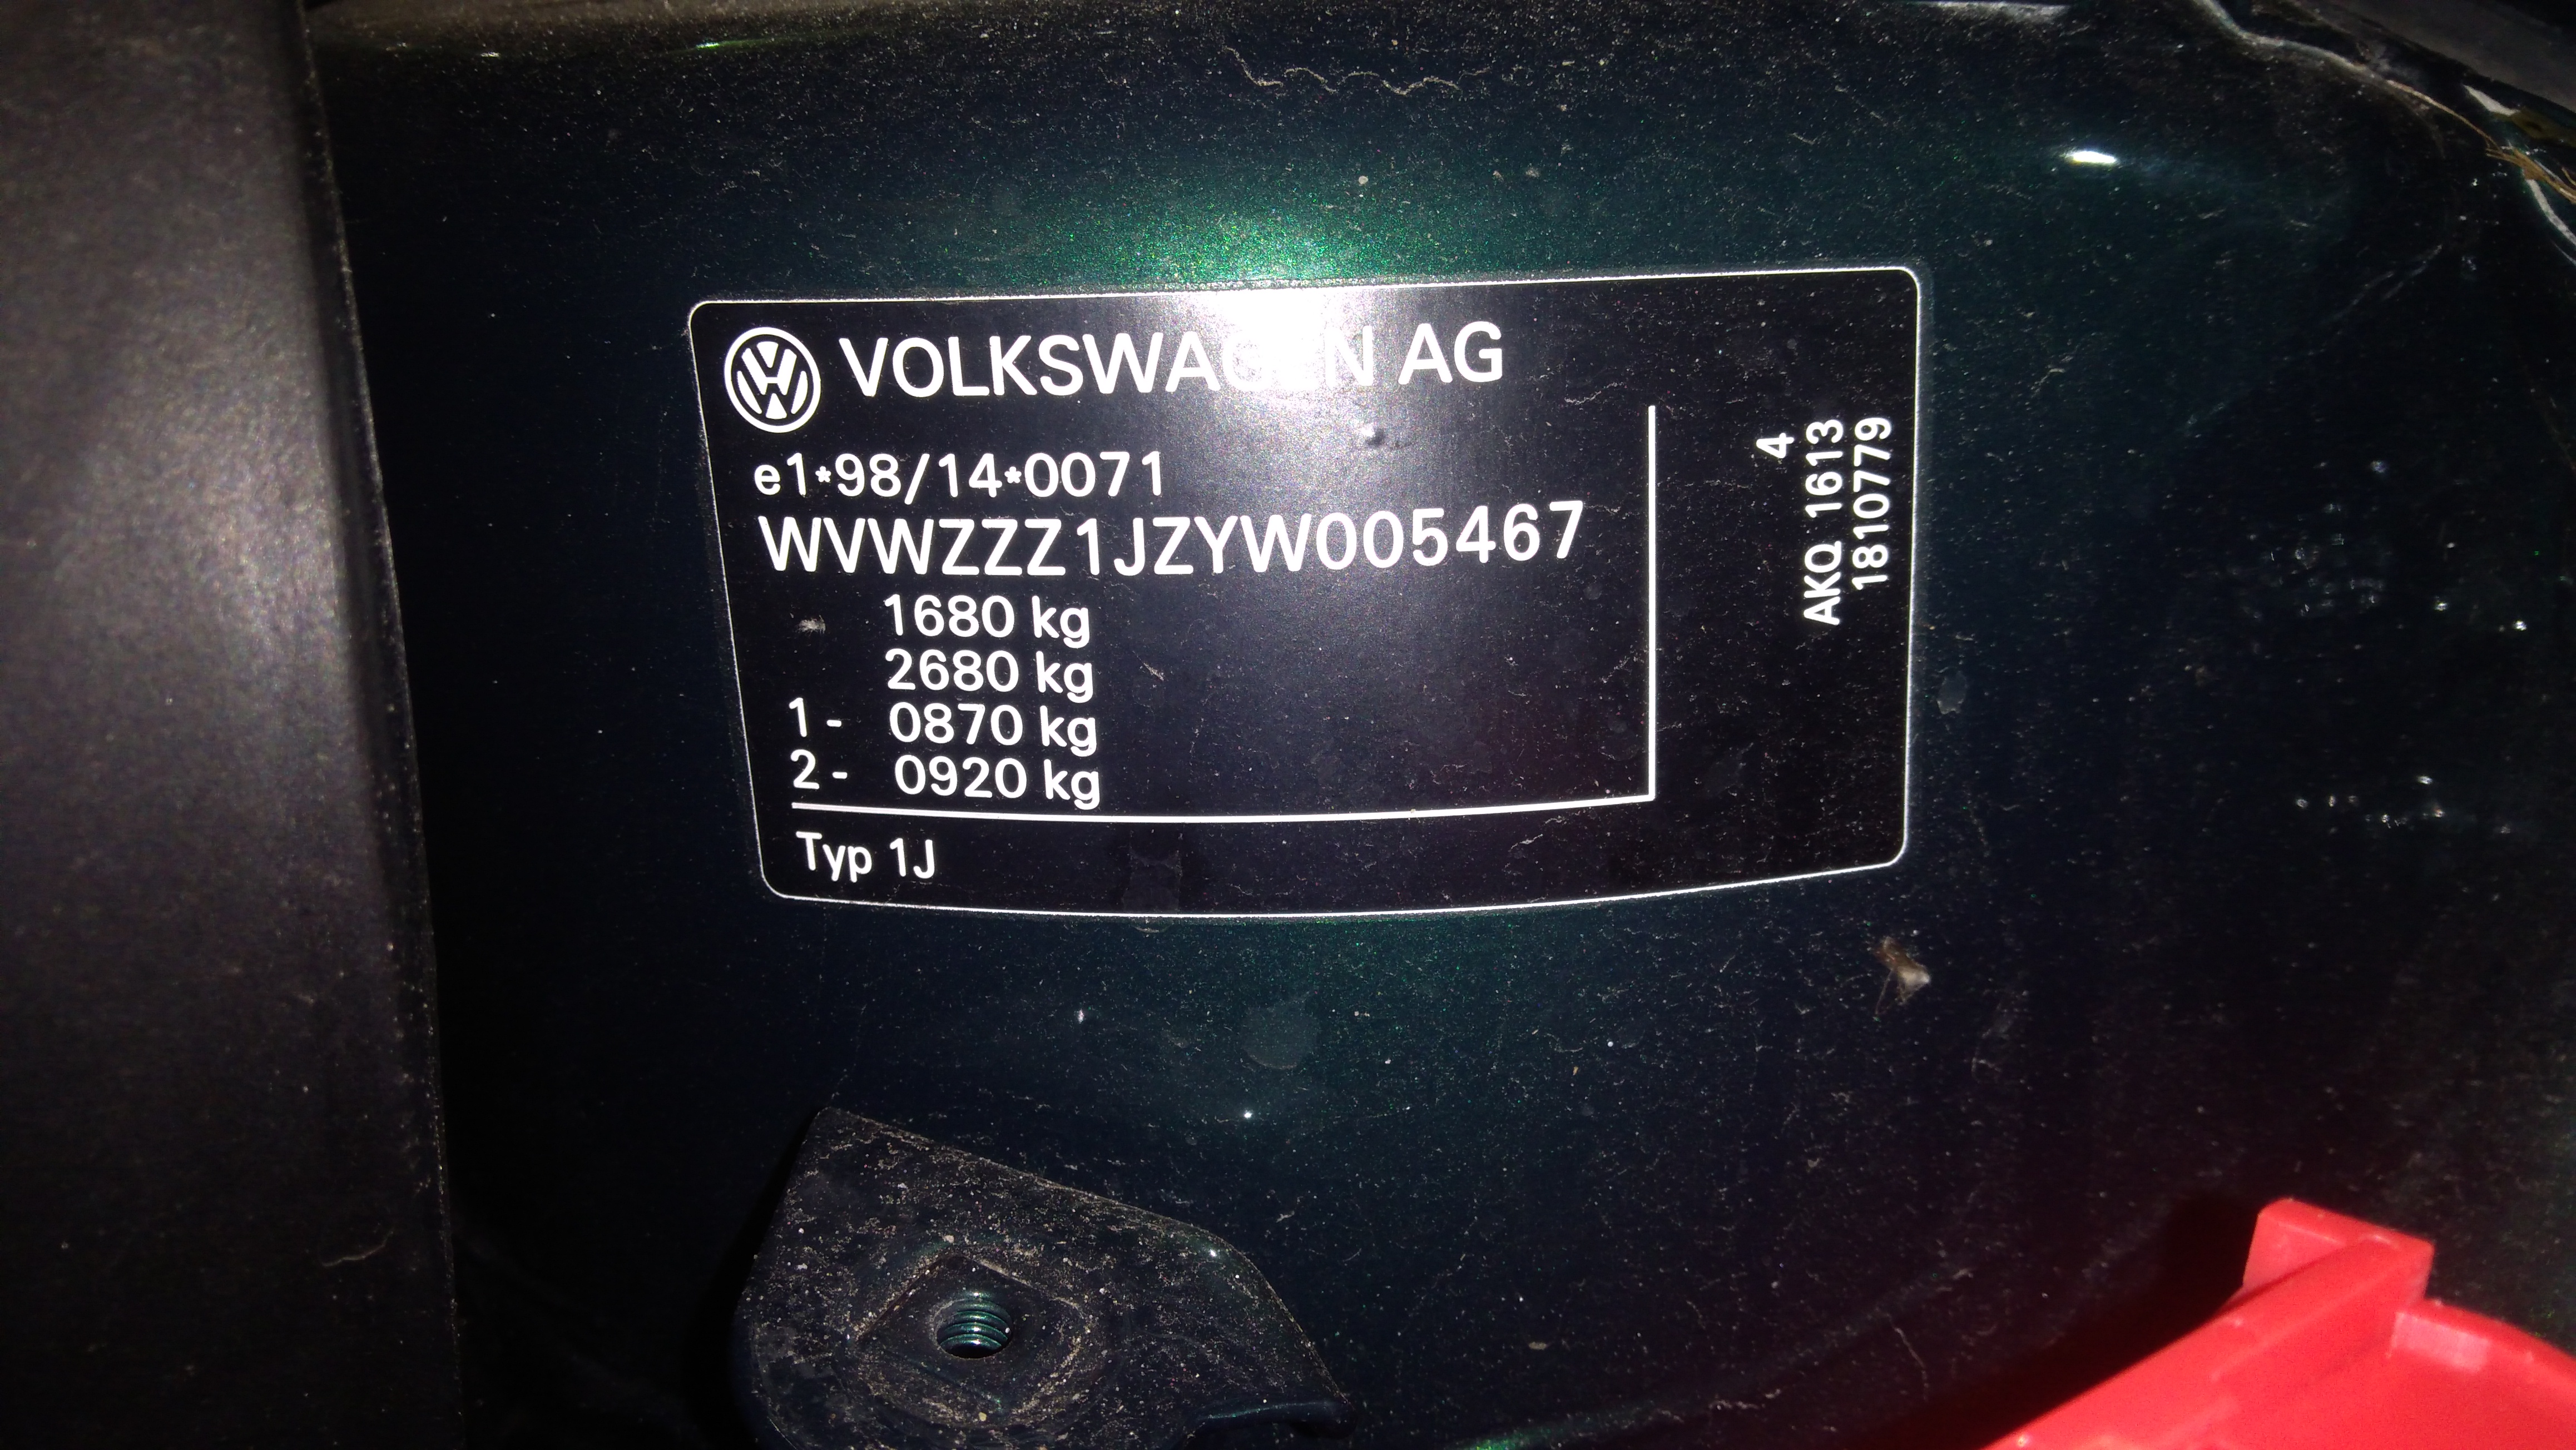 VOLKSWAGEN AG
e1*98/14*0071
WVWZZZ1JZYW005467
1680 kg
2680 kg
1- 0870 kg
2- 0920 kg
Typ 1J
4
AKQ 1613
1810779